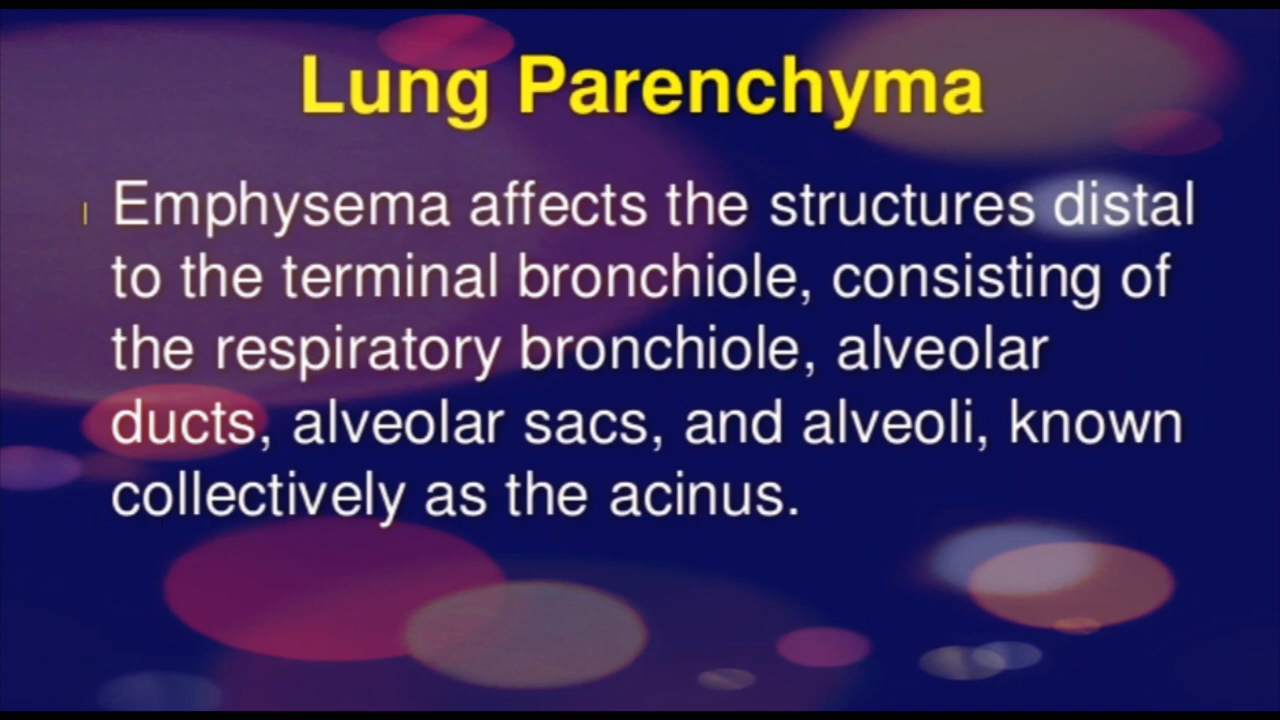 Lung Parenchyma
Emphysema affects the structures distal
to the terminal bronchiole, consisting of
the respiratory bronchiole, alveolar
ducts, alveolar sacs, and alveoli, known
collectively as the acinus.